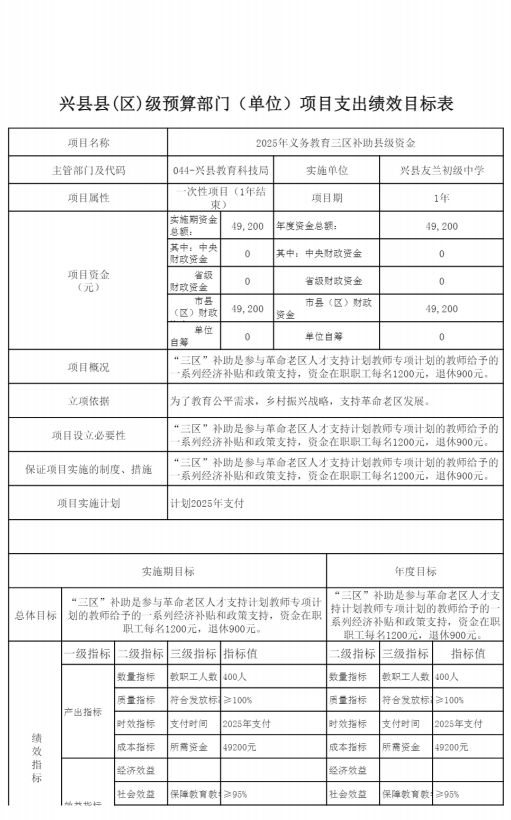 兴县县(区)级预算部门（单位）项目支出绩效目标表
项目名称 2025年义务教育三区补助县级资金
主管部门及代码 044-兴县教育科技局 实施单位 兴县友兰初级中学
项目属性 一次性项目（1年结束） 项目期 1年
项目资金（元） 实施期资金总额: 49,200 年度资金总额: 49,200
其中: 中央财政资金 0 其中: 中央财政资金 0
省级财政资金 0 省级财政资金 0
市县（区）财政 49,200 市县（区）财政资金 49,200
单位自筹 0 单位自筹 0
项目概况 “三区”补助是参与革命老区人才支持计划教师专项计划的教师给予的
一系列经济补贴和政策支持，资金在职职工每名1200元，退休900元。
立项依据 为了教育公平需求，乡村振兴战略，支持革命老区发展。
项目设立必要性 “三区”补助是参与革命老区人才支持计划教师专项计划的教师给予的
一系列经济补贴和政策支持，资金在职职工每名1200元，退休900元。
保证项目实施的制度、措施 “三区”补助是参与革命老区人才支持计划教师专项计划的教师给予的
一系列经济补贴和政策支持，资金在职职工每名1200元，退休900元。
项目实施计划 计划2025年支付
实施期目标 年度目标
总体目标 “三区”补助是参与革命老区人才支持计划教师专项计
划的教师给予的一系列经济补贴和政策支持，资金在职
职工每名1200元，退休900元。
“三区”补助是参与革命老区人才支
持计划教师专项计划的教师给予的一
系列经济补贴和政策支持，资金在职
职工每名1200元，退休900元。
绩效指标
一级指标 二级指标 三级指标 指标值 二级指标 三级指标 指标值
产出指标 数量指标 教职工人数 400人 数量指标 教职工人数 400人
质量指标 符合发放标 ≥100% 质量指标 符合发放标 ≥100%
时效指标 支付时间 2025年支付 时效指标 支付时间 2025年支付
成本指标 所需资金 49200元 成本指标 所需资金 49200元
经济效益 经济效益
社会效益 保障教育教 ≥95% 社会效益 保障教育教 ≥95%